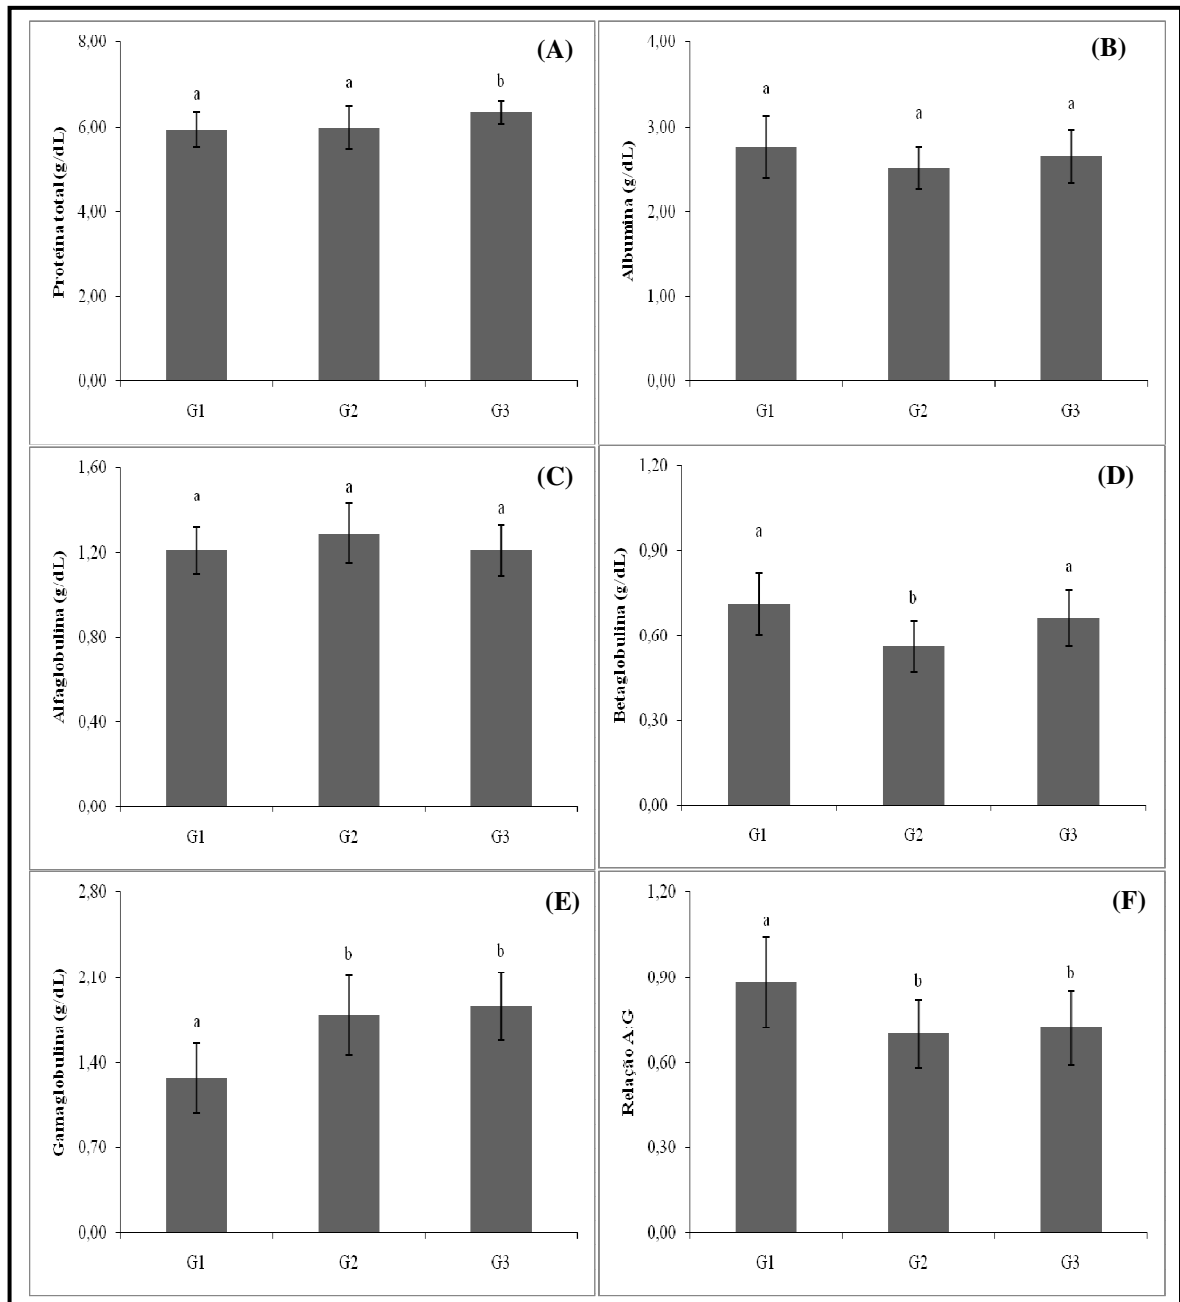 (A)
8,00
6,00
4,00
2,00
0,00
Proteína total (g/dL)
a
a
b
G1
G2
G3
(B)
4,00
3,00
2,00
1,00
0,00
Albumina (g/dL)
a
a
a
G1
G2
G3
(C)
1,60
1,20
0,80
0,40
0,00
Alfaglobulina (g/dL)
a
a
a
G1
G2
G3
(D)
1,20
0,90
0,60
0,30
0,00
Betaglobulina (g/dL)
a
b
a
G1
G2
G3
(E)
2,80
2,10
1,40
0,70
0,00
Gamaglobulina (g/dL)
a
b
b
G1
G2
G3
(F)
1,20
0,90
0,60
0,30
0,00
Relação A:G
a
b
b
G1
G2
G3